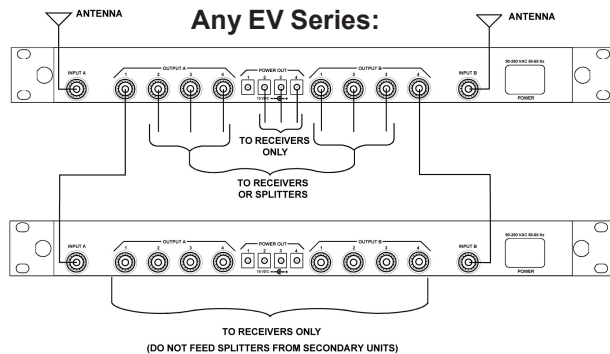 Any EV Series:
ANTENNA
ANTENNA
INPUT A
OUTPUT A
1 2 3 4
POWER OUT
1 2 3 4
10 VDC
OUTPUT B
1 2 3 4
INPUT B
90-260 VAC 50-60 Hz
POWER
TO RECEIVERS
ONLY
TO RECEIVERS
OR SPLITTERS
INPUT A
OUTPUT A
1 2 3 4
POWER OUT
1 2 3 4
10 VDC
OUTPUT B
1 2 3 4
INPUT B
90-260 VAC 50-60 Hz
POWER
TO RECEIVERS ONLY
(DO NOT FEED SPLITTERS FROM SECONDARY UNITS)